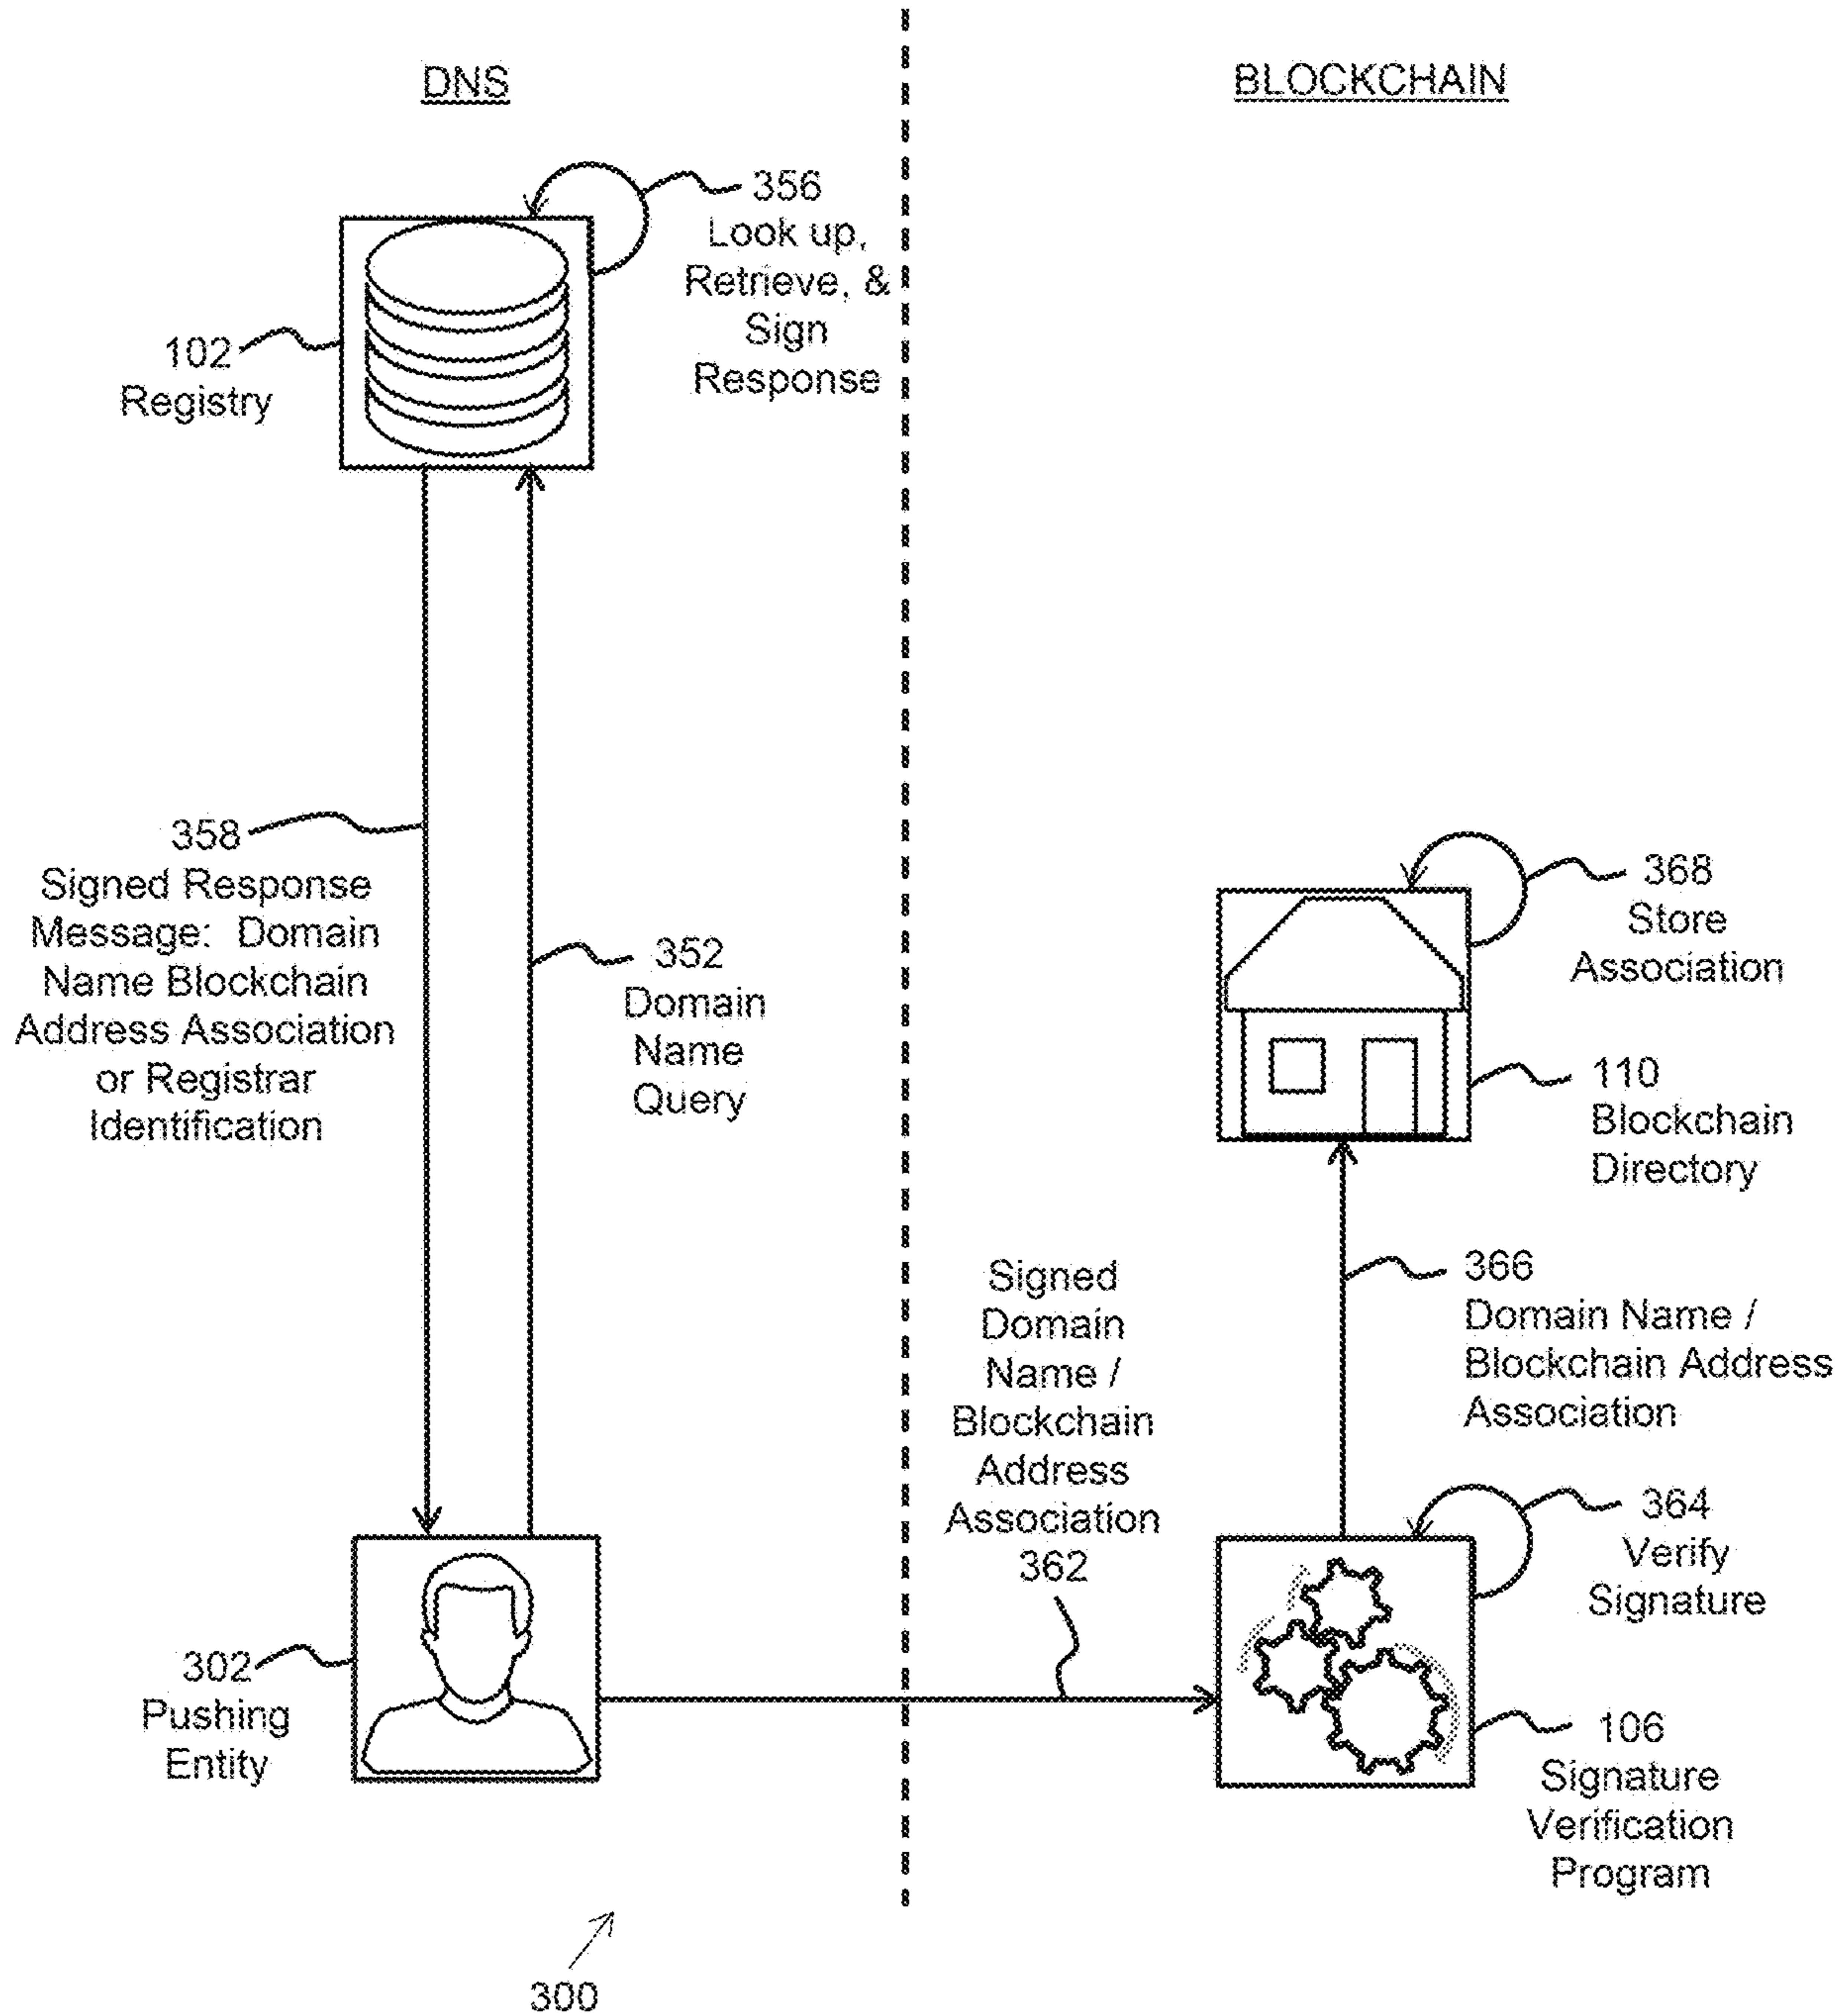 DNS
BLOCKCHAIN
356
Look up,
Retrieve, &
Sign
Response
102
Registry
358
Signed Response
Message: Domain
Name Blockchain
Address Association
or Registrar
Identification
352
Domain
Name
Query
368
Store
Association
110
Blockchain
Directory
Signed
Domain
Name /
Blockchain
Address
Association
362
366
Domain Name /
Blockchain Address
Association
364
Verify
Signature
302
Pushing
Entity
106
Signature
Verification
Program
300